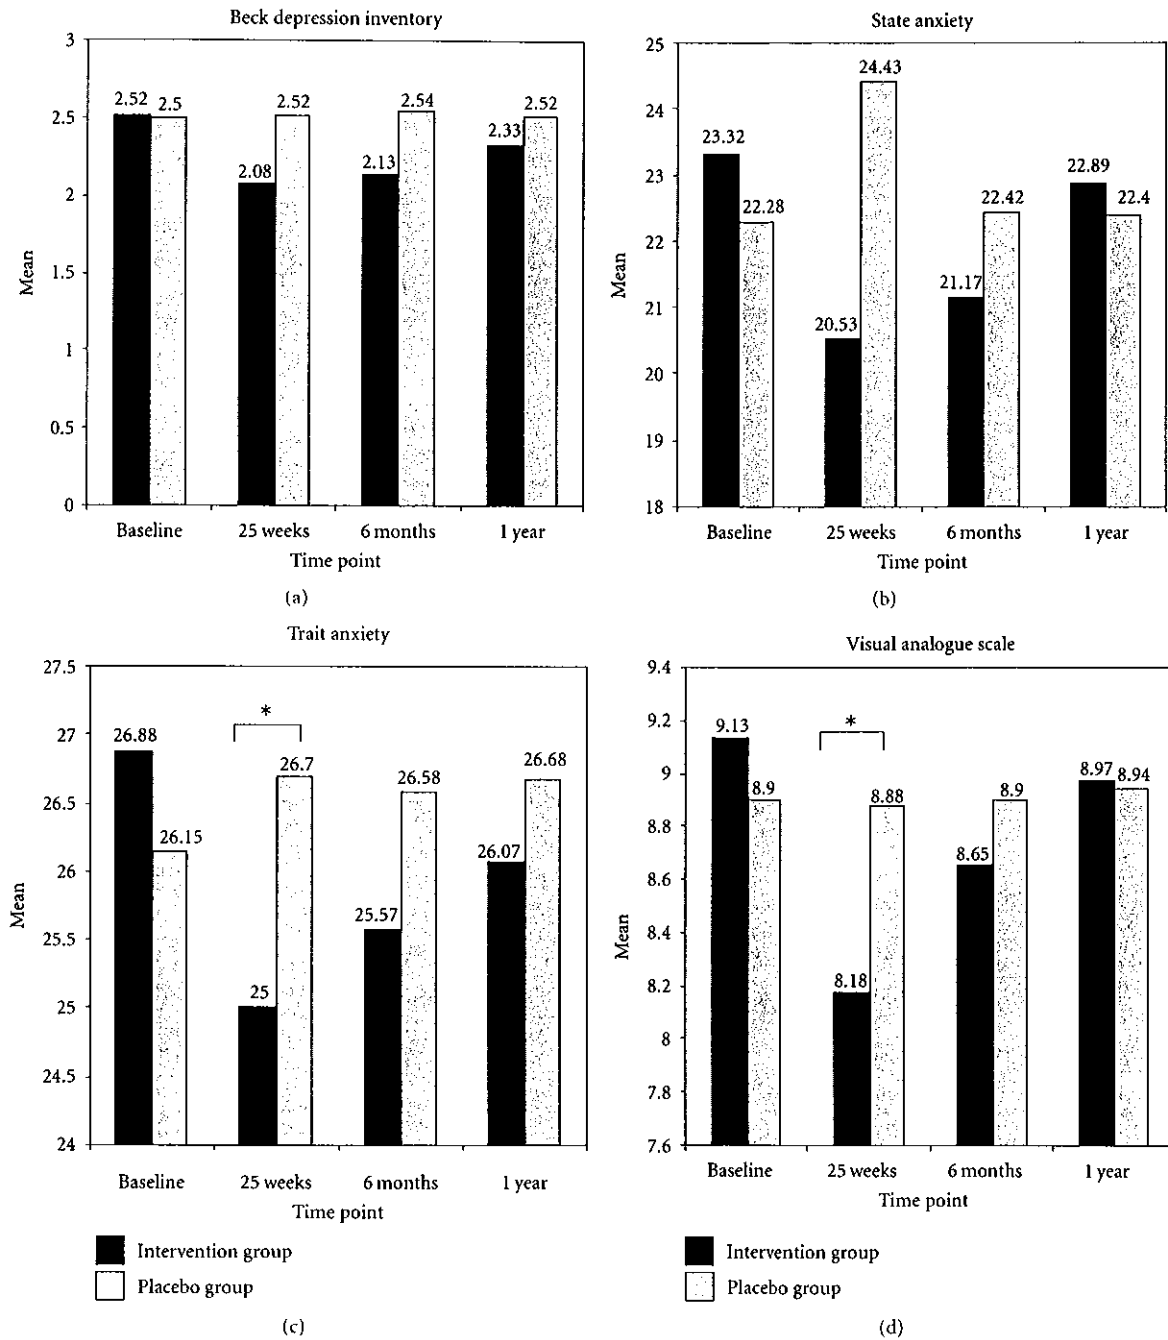 Beck depression inventory
3
2.5
2
1.5
1
0.5
0
Mean
2.52
2.5
2.08
2.52
2.13
2.54
2.33
2.52
Baseline
25 weeks
6 months
1 year
Time point
(a)
State anxiety
25
24
23
22
21
20
19
18
Mean
23.32
22.28
20.53
24.43
21.17
22.42
22.89
22.4
Baseline
25 weeks
6 months
1 year
Time point
(b)
Trait anxiety
27.5
27
26.5
26
25.5
25
24.5
24
Mean
*
26.88
26.15
25
26.7
25.57
26.58
26.07
26.68
Baseline
25 weeks
6 months
1 year
Time point
Intervention group
Placebo group
(c)
Visual analogue scale
9.4
9.2
9
8.8
8.6
8.4
8.2
8
7.8
7.6
Mean
*
9.13
8.9
8.18
8.88
8.65
8.9
8.97
8.94
Baseline
25 weeks
6 months
1 year
Time point
Intervention group
Placebo group
(d)